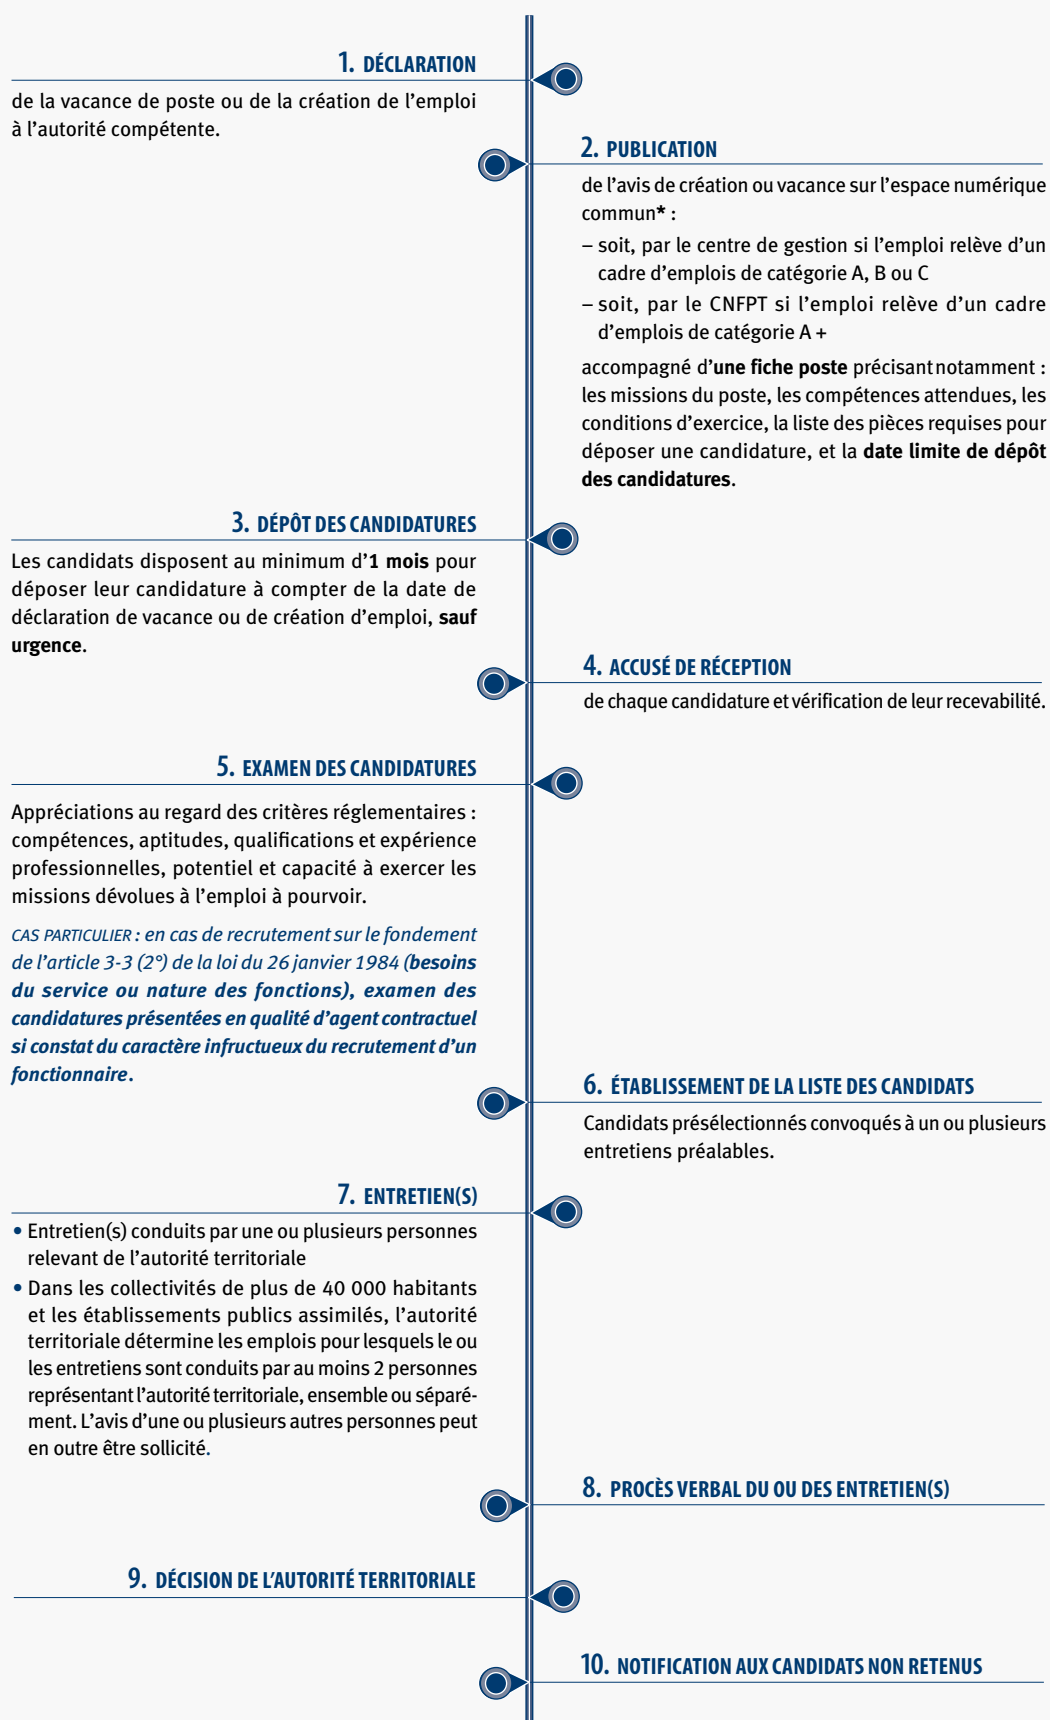 1. DÉCLARATION
de la vacance de poste ou de la création de l’emploi
à l’autorité compétente.
2. PUBLICATION
de l’avis de création ou vacance sur l’espace numérique
commun* :
– soit, par le centre de gestion si l’emploi relève d’un
cadre d’emplois de catégorie A, B ou C
– soit, par le CNFPT si l’emploi relève d’un cadre
d’emplois de catégorie A +
accompagné d’une fiche poste précisant notamment :
les missions du poste, les compétences attendues, les
conditions d’exercice, la liste des pièces requises pour
déposer une candidature, et la date limite de dépôt
des candidatures.
3. DÉPÔT DES CANDIDATURES
Les candidats disposent au minimum d’1 mois pour
déposer leur candidature à compter de la date de
déclaration de vacance ou de création d’emploi, sauf
urgence.
4. ACCUSÉ DE RÉCEPTION
de chaque candidature et vérification de leur recevabilité.
5. EXAMEN DES CANDIDATURES
Appréciations au regard des critères réglementaires :
compétences, aptitudes, qualifications et expérience
professionnelles, potentiel et capacité à exercer les
missions dévolues à l’emploi à pourvoir.
CAS PARTICULIER : en cas de recrutement sur le fondement
de l’article 3-3 (2°) de la loi du 26 janvier 1984 (besoins
du service ou nature des fonctions), examen des
candidatures présentées en qualité d’agent contractuel
si constat du caractère infructueux du recrutement d’un
fonctionnaire.
6. ÉTABLISSEMENT DE LA LISTE DES CANDIDATS
Candidats présélectionnés convoqués à un ou plusieurs
entretiens préalables.
7. ENTRETIEN(S)
• Entretien(s) conduits par une ou plusieurs personnes
relevant de l’autorité territoriale
• Dans les collectivités de plus de 40 000 habitants
et les établissements publics assimilés, l’autorité
territoriale détermine les emplois pour lesquels le ou
les entretiens sont conduits par au moins 2 personnes
représentant l’autorité territoriale, ensemble ou séparé-
ment. L’avis d’une ou plusieurs autres personnes peut
en outre être sollicité.
8. PROCÈS VERBAL DU OU DES ENTRETIEN(S)
9. DÉCISION DE L’AUTORITÉ TERRITORIALE
10. NOTIFICATION AUX CANDIDATS NON RETENUS